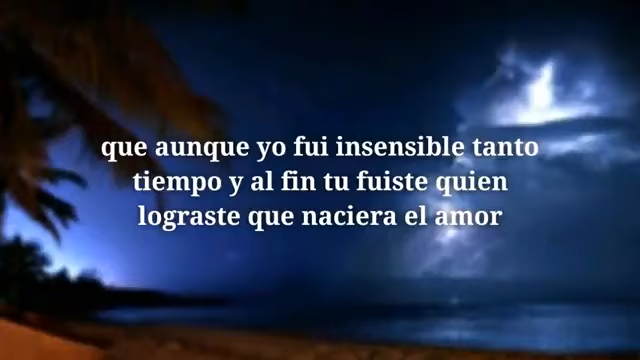 que aunque yo fui insensible tanto
tiempo y al fin tu fuiste quien
lograste que naciera el amor